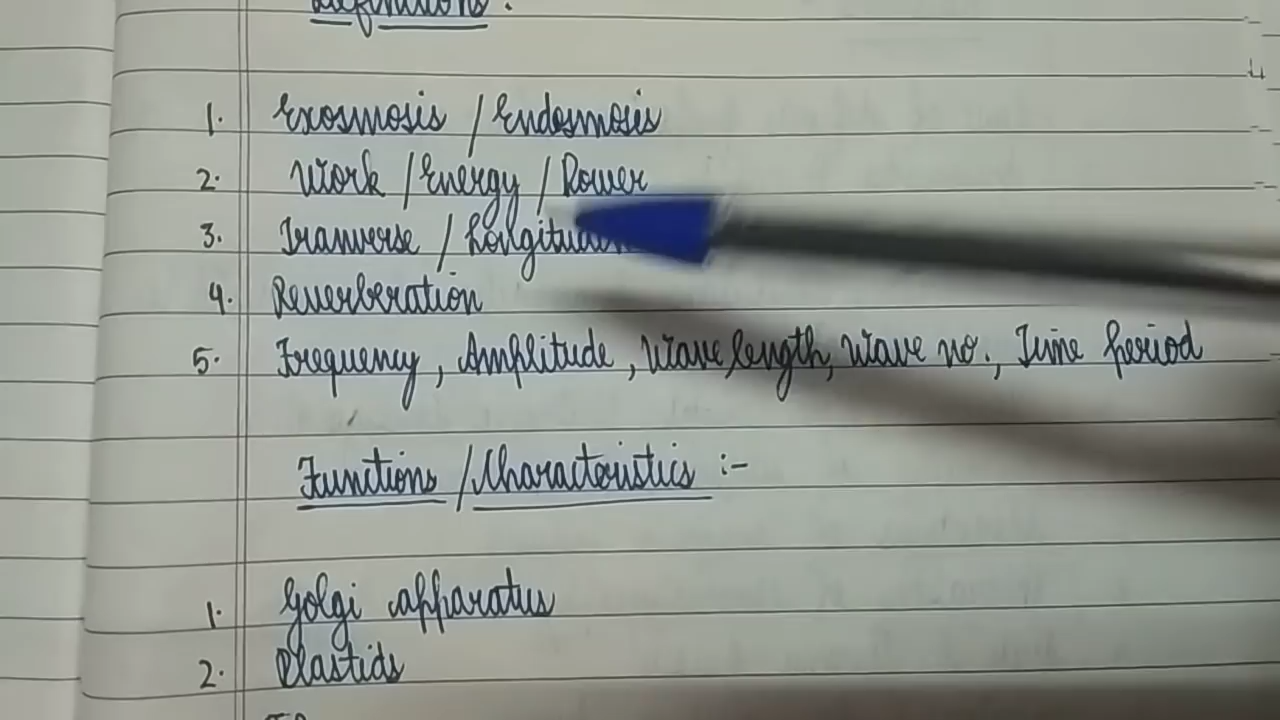 Definitions.
1. Exosmosis / Endosmosis
2. Work / Energy / Power
3. Tranverse /
4. Reverberation
5. Frequency, Amplitude, Wave length, Wave no., Time period
Functions / Characteristics :-
1. Golgi apparatus
2. Plastids